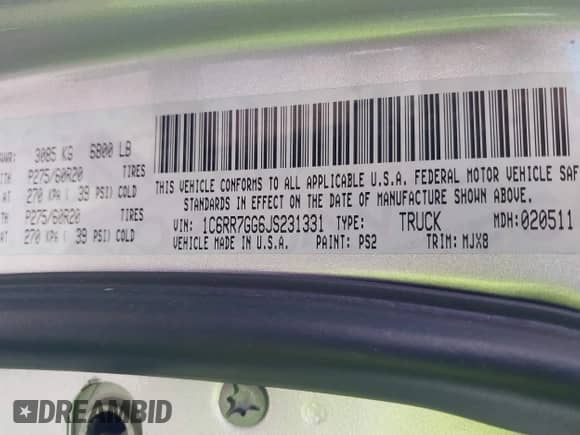 3085 KG 6800 LB
P275/60R20 TIRES
270 KPA ( 39 PSI) COLD
P275/60R20 TIRES
270 KPA ( 39 PSI) COLD
THIS VEHICLE CONFORMS TO ALL APPLICABLE U.S.A. FEDERAL MOTOR VEHICLE SAF
STANDARDS IN EFFECT ON THE DATE OF MANUFACTURE SHOWN ABOVE.
VIN: 1C6RR7GG6JS231331 TYPE: TRUCK MDH:020511
VEHICLE MADE IN U.S.A. PAINT: PS2 TRIM: MJX8
DREAMBID